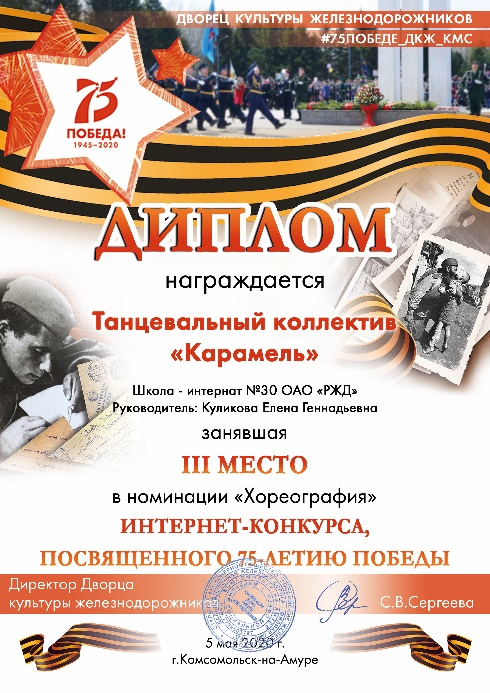 ДВОРЕЦ КУЛЬТУРЫ ЖЕЛЕЗНОДОРОЖНИКОВ
#75ПОБЕДЕ_ДКЖ_КМС
75
ПОБЕДА!
1945–2020
ДИПЛОМ
награждается
Танцевальный коллектив
«Карамель»
Школа - интернат №30 ОАО «РЖД»
Руководитель: Куликова Елена Геннадьевна
занявшая
III МЕСТО
в номинации «Хореография»
ИНТЕРНЕТ-КОНКУРСА,
ПОСВЯЩЕННОГО 75-ЛЕТИЮ ПОБЕДЫ
Директор Дворца
культуры железнодорожников
С.В.Сергеева
5 мая 2020 г.
г.Комсомольск-на-Амуре